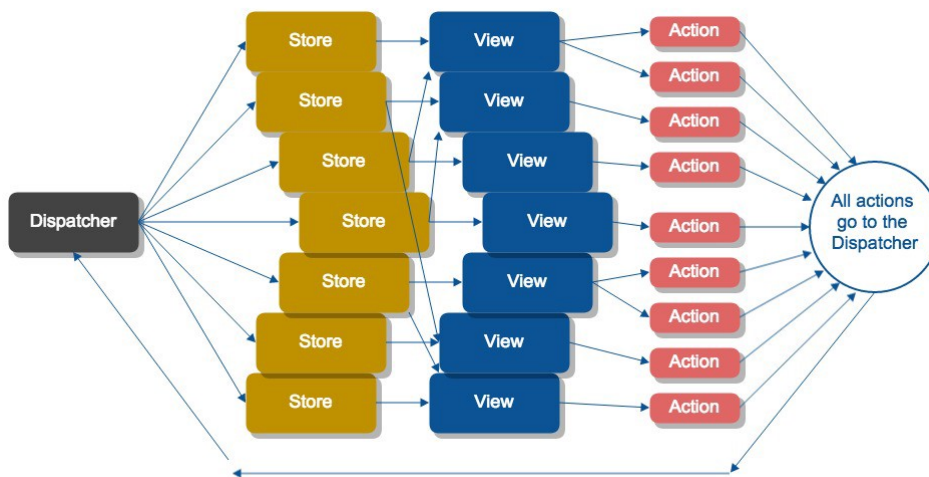 Store
View
Action
Action
Store
View
Action
Store
View
Action
Dispatcher
Store
View
Action
All actions
go to the
Dispatcher
Store
View
Action
Action
Store
View
Action
Store
View
Action